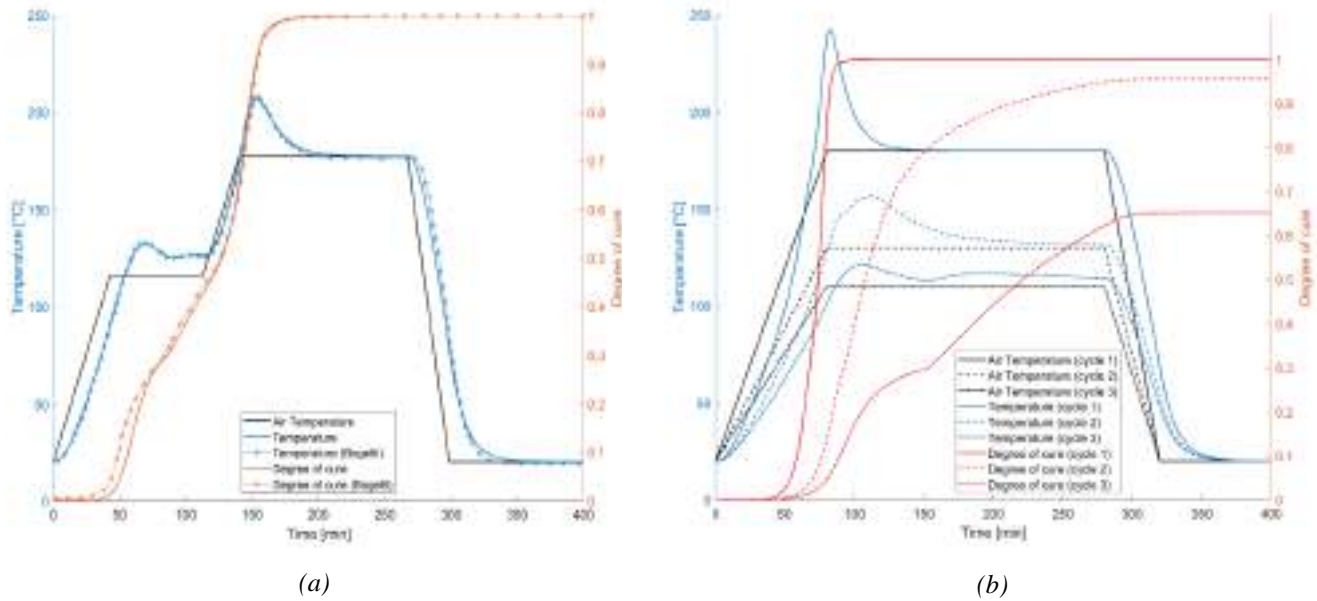 250
200
150
100
50
0
Temperature [°C]
0 50 100 150 200 250 300 350 400
Time [min]
1
0.9
0.8
0.7
0.6
0.5
0.4
0.3
0.2
0.1
0
Degree of cure
Air Temperature
Temperature
Temperature (Bogetti)
Degree of cure
Degree of cure (Bogetti)
(a)
250
200
150
100
50
0
Temperature [°C]
0 50 100 150 200 250 300 350 400
Time [min]
1
0.9
0.8
0.7
0.6
0.5
0.4
0.3
0.2
0.1
0
Degree of cure
Air Temperature (cycle 1)
Air Temperature (cycle 2)
Air Temperature (cycle 3)
Temperature (cycle 1)
Temperature (cycle 2)
Temperature (cycle 3)
Degree of cure (cycle 1)
Degree of cure (cycle 2)
Degree of cure (cycle 3)
(b)